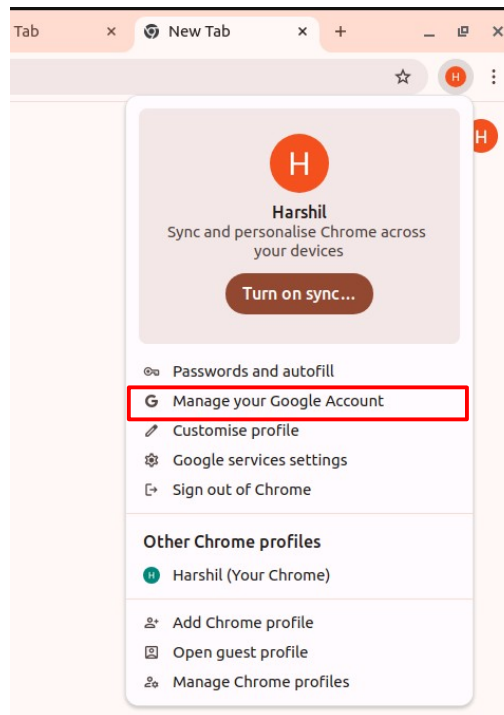 Tab
New Tab
H
H
H
Harshil
Sync and personalise Chrome across
your devices
Turn on sync...
Passwords and autofill
G Manage your Google Account
Customise profile
Google services settings
Sign out of Chrome
Other Chrome profiles
H Harshil (Your Chrome)
Add Chrome profile
Open guest profile
Manage Chrome profiles